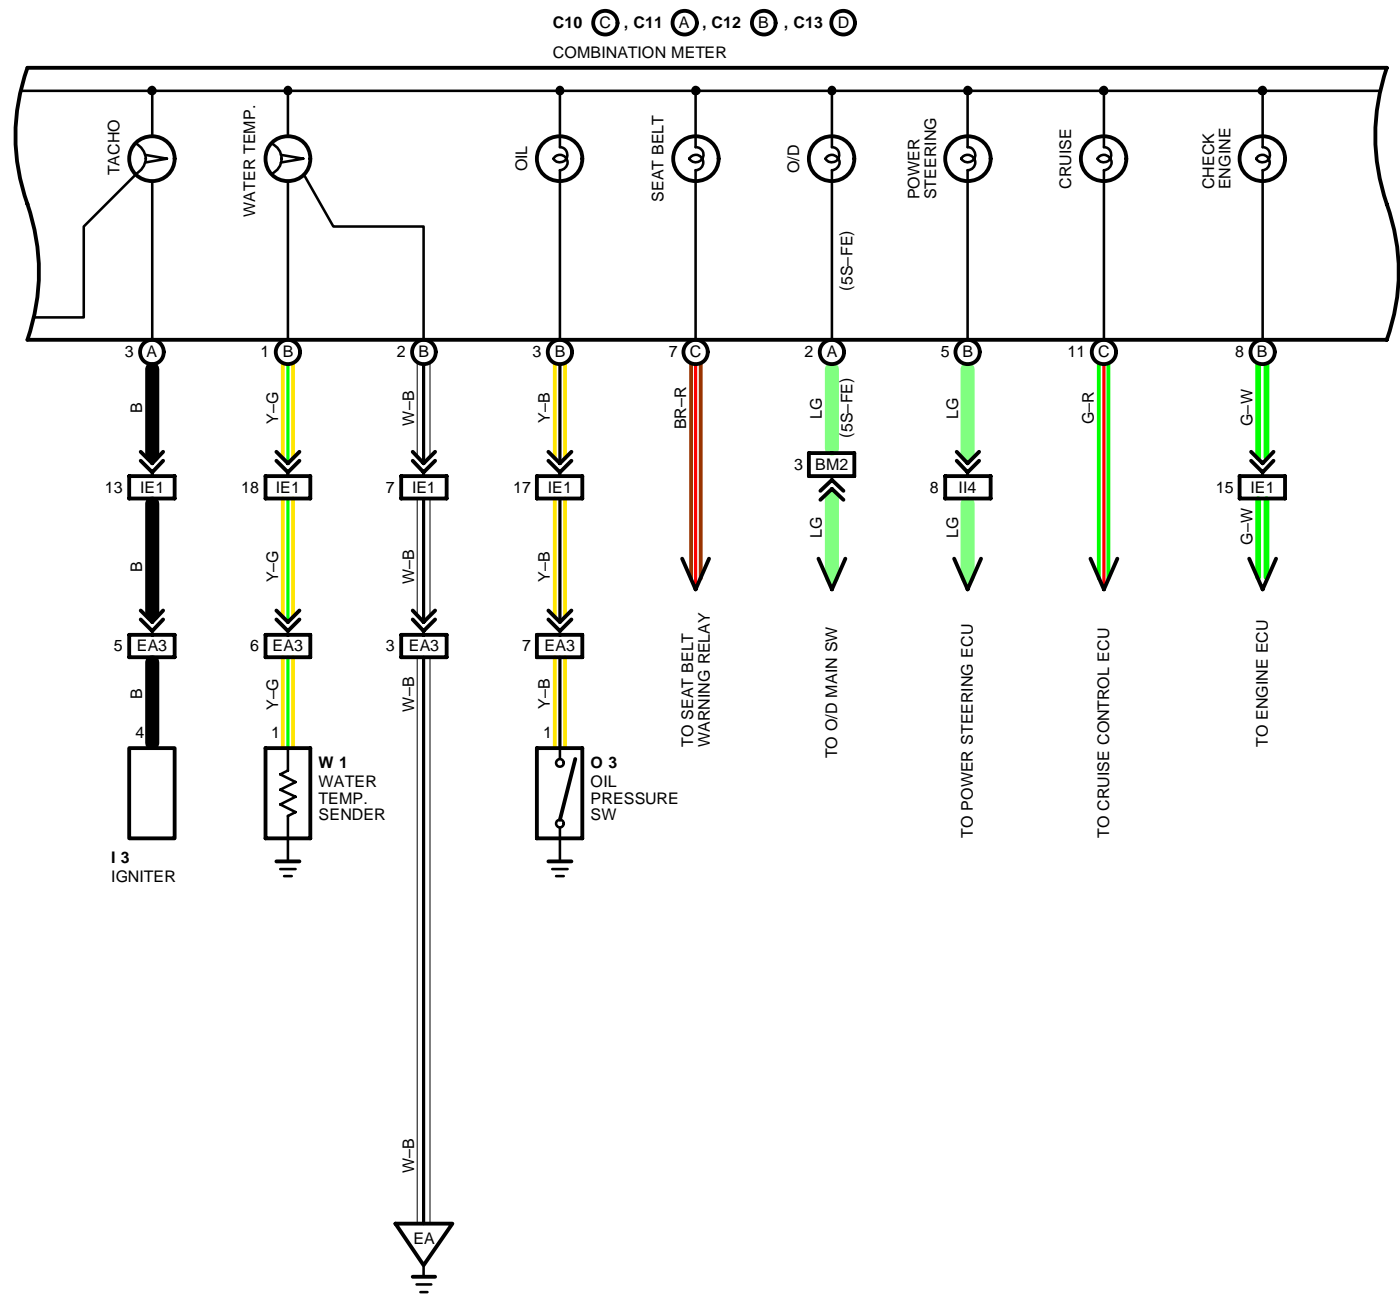 C10 C , C11 A , C12 B , C13 D
COMBINATION METER
TACHO
WATER TEMP.
OIL
SEAT BELT
O/D
POWER
STEERING
CRUISE
CHECK
ENGINE
(5S–FE)
3 A
1 B
2 B
3 B
7 C
2 A
5 B
11 C
8 B
B
Y–G
W–B
Y–B
BR–R
LG
(5S–FE)
LG
G–R
G–W
13 IE1
18 IE1
7 IE1
17 IE1
3 BM2
8 II4
15 IE1
B
Y–G
W–B
Y–B
LG
LG
G–W
5 EA3
6 EA3
3 EA3
7 EA3
B
Y–G
W–B
Y–B
4
1
1
TO SEAT BELT
WARNING RELAY
TO O/D MAIN SW
TO POWER STEERING ECU
TO CRUISE CONTROL ECU
TO ENGINE ECU
I 3
IGNITER
W 1
WATER
TEMP.
SENDER
O 3
OIL
PRESSURE
SW
W–B
EA